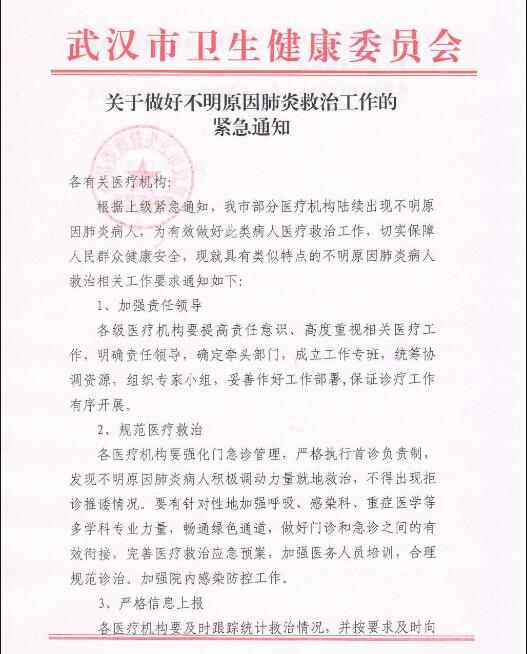 武汉市卫生健康委员会
关于做好不明原因肺炎救治工作的
紧急通知
各有关医疗机构:
根据上级紧急通知，我市部分医疗机构陆续出现不明原
因肺炎病人，为有效做好此类病人医疗救治工作，切实保障
人民群众健康安全，现就具有类似特点的不明原因肺炎病人
救治相关工作要求通知如下:
1、加强责任领导
各级医疗机构要提高责任意识、高度重视相关医疗工
作，明确责任领导，确定牵头部门，成立工作专班，统筹协
调资源，组织专家小组，妥善作好工作部署,保证诊疗工作
有序开展。
2、规范医疗救治
各医疗机构要强化门急诊管理，严格执行首诊负责制，
发现不明原因肺炎病人积极调动力量就地救治，不得出现拒
诊推诿情况。要有针对性地加强呼吸、感染科、重症医学等
多学科专业力量，畅通绿色通道，做好门诊和急诊之间的有
效衔接，完善医疗救治应急预案，加强医务人员培训，合理
规范诊治。加强院内感染防控工作。
3、严格信息上报
各医疗机构要及时跟踪统计救治情况，并按要求及时向